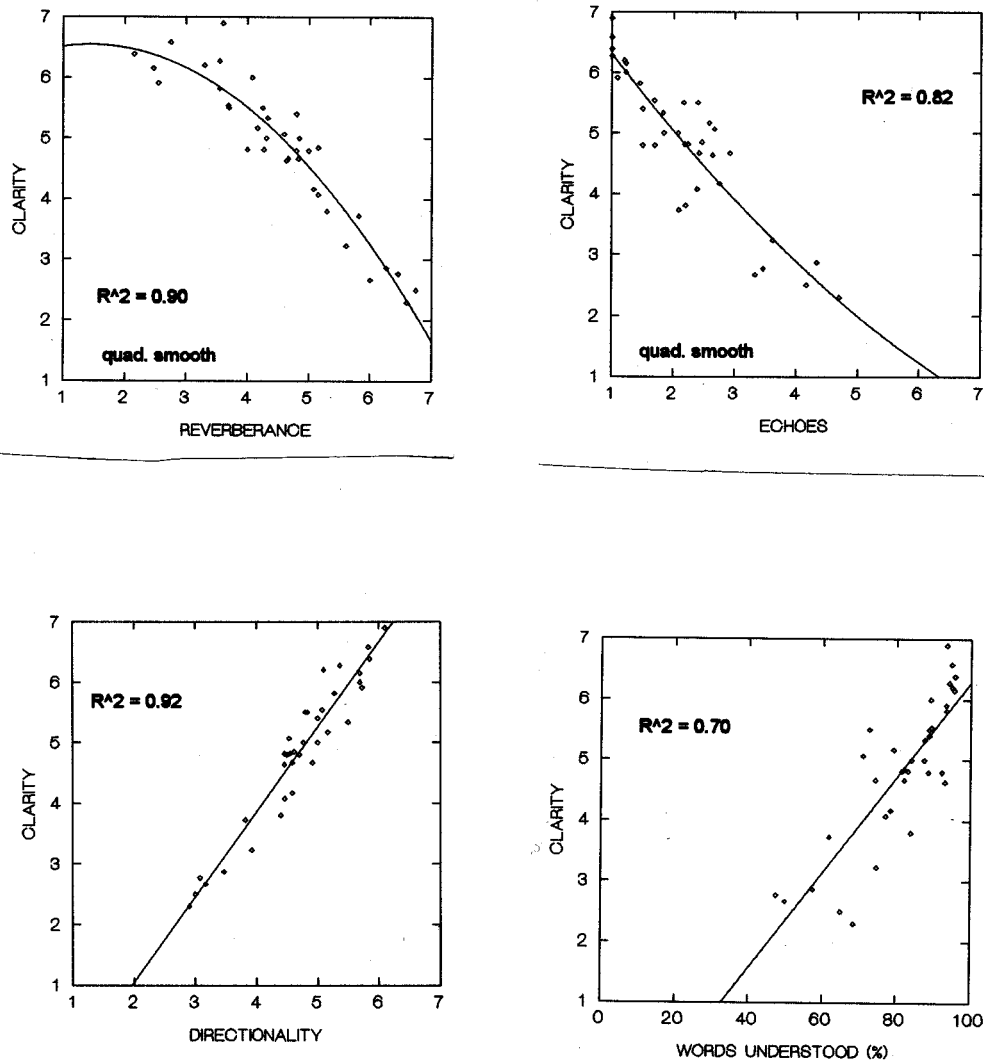 7
6
5
4
3
2
1
CLARITY
R^2 = 0.90
quad. smooth
1 2 3 4 5 6 7
REVERBERANCE
7
6
5
4
3
2
1
CLARITY
R^2 = 0.82
quad. smooth
1 2 3 4 5 6 7
ECHOES
7
6
5
4
3
2
1
CLARITY
R^2 = 0.92
1 2 3 4 5 6 7
DIRECTIONALITY
7
6
5
4
3
2
1
CLARITY
R^2 = 0.70
0 20 40 60 80 100
WORDS UNDERSTOOD (%)